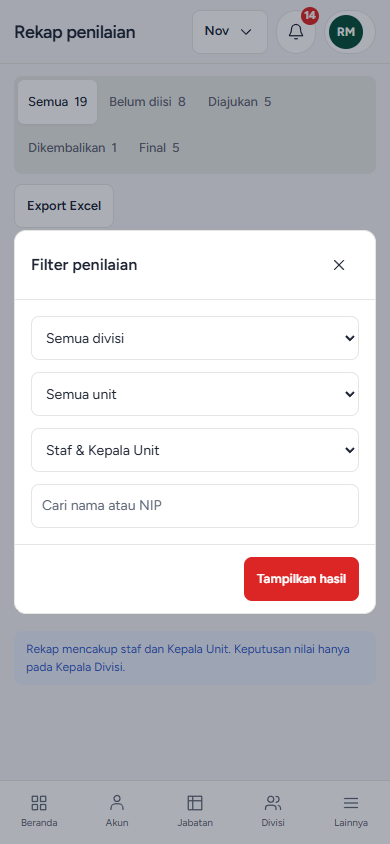 Rekap penilaian
Nov
14
RM
Semua 19 Belum diisi 8 Diajukan 5
Dikembalikan 1 Final 5
Export Excel
Filter penilaian
Semua divisi
Semua unit
Staf & Kepala Unit
Cari nama atau NIP
Tampilkan hasil
Rekap mencakup staf dan Kepala Unit. Keputusan nilai hanya
pada Kepala Divisi.
Beranda Akun Jabatan Divisi Lainnya